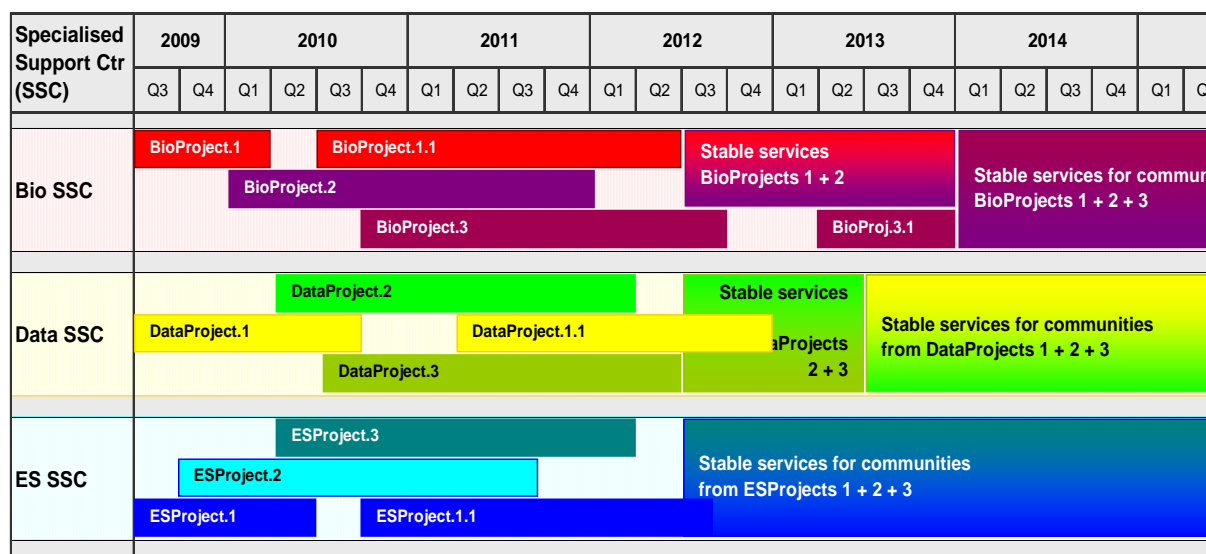 Specialised
Support Ctr
(SSC)
2009 2010 2011 2012 2013 2014
Q3 Q4 Q1 Q2 Q3 Q4 Q1 Q2 Q3 Q4 Q1 Q2 Q3 Q4 Q1 Q2 Q3 Q4 Q1 Q2 Q3 Q4 Q1 Q
Bio SSC
BioProject.1
BioProject.1.1
BioProject.2
BioProject.3
BioProj.3.1
Stable services
BioProjects 1 + 2
Stable services for commun
BioProjects 1 + 2 + 3
Data SSC
DataProject.2
DataProject.1
DataProject.1.1
DataProject.3
Stable services
aProjects
2 + 3
Stable services for communities
from DataProjects 1 + 2 + 3
ES SSC
ESProject.3
ESProject.2
ESProject.1
ESProject.1.1
Stable services for communities
from ESProjects 1 + 2 + 3